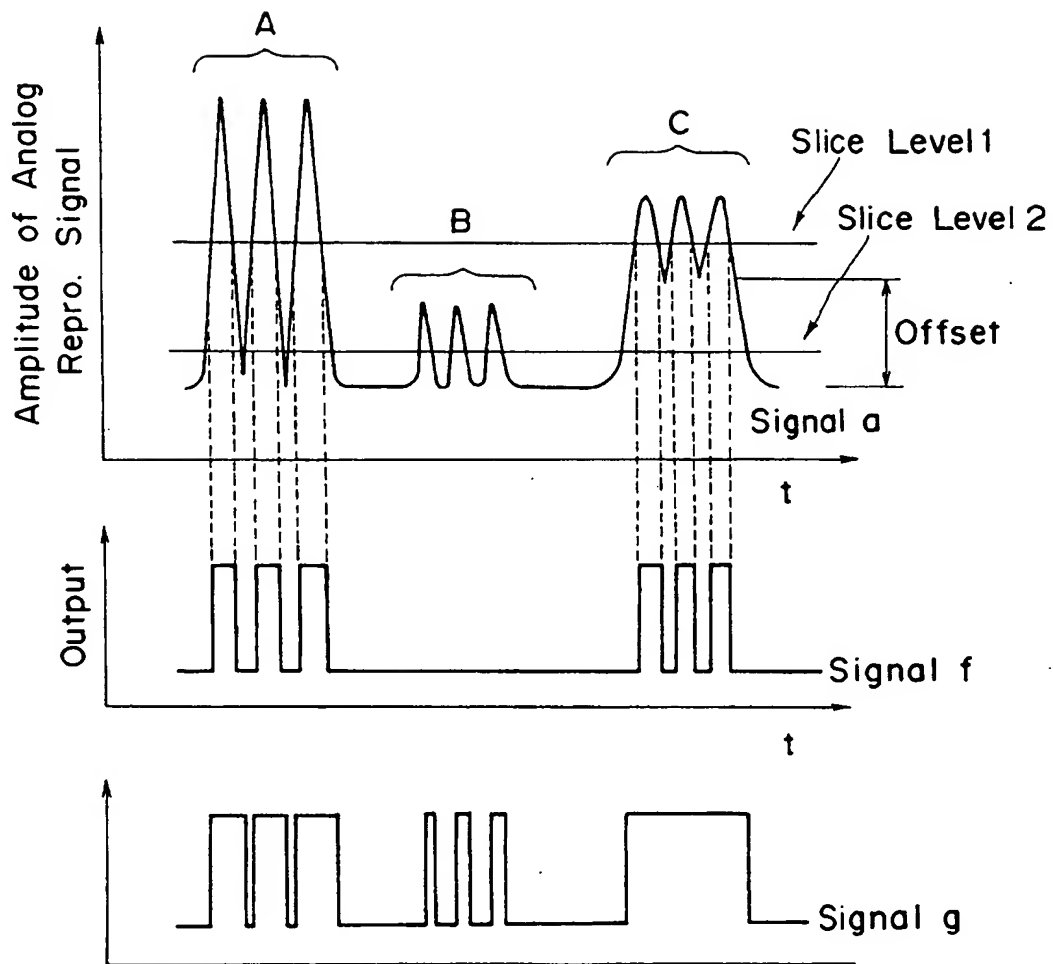 A
Amplitude of Analog
Repro. Signal
B
C
Slice Level 1
Slice Level 2
Offset
Signal a
t
Output
Signal f
t
Signal g